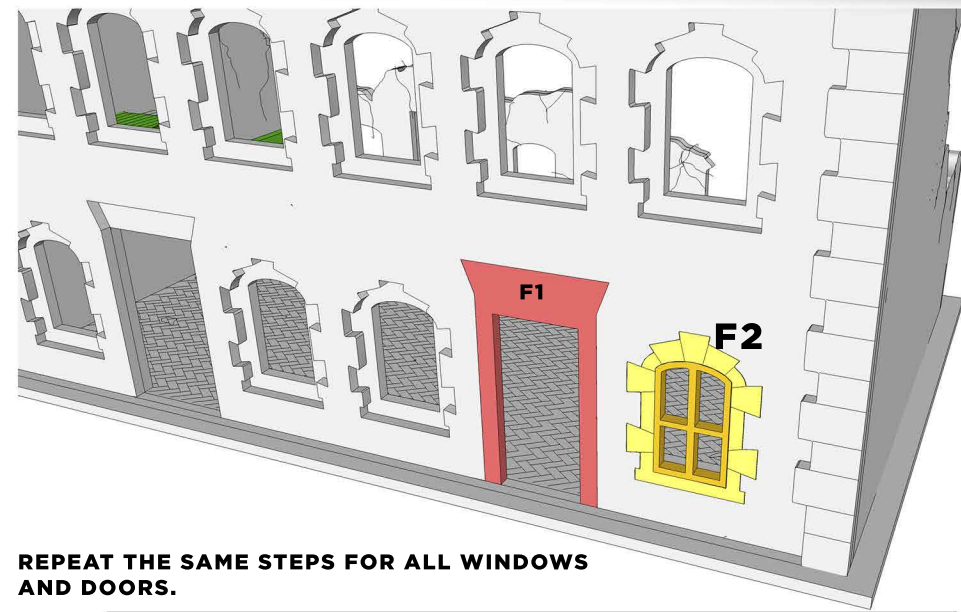 F1
F2
REPEAT THE SAME STEPS FOR ALL WINDOWS
AND DOORS.